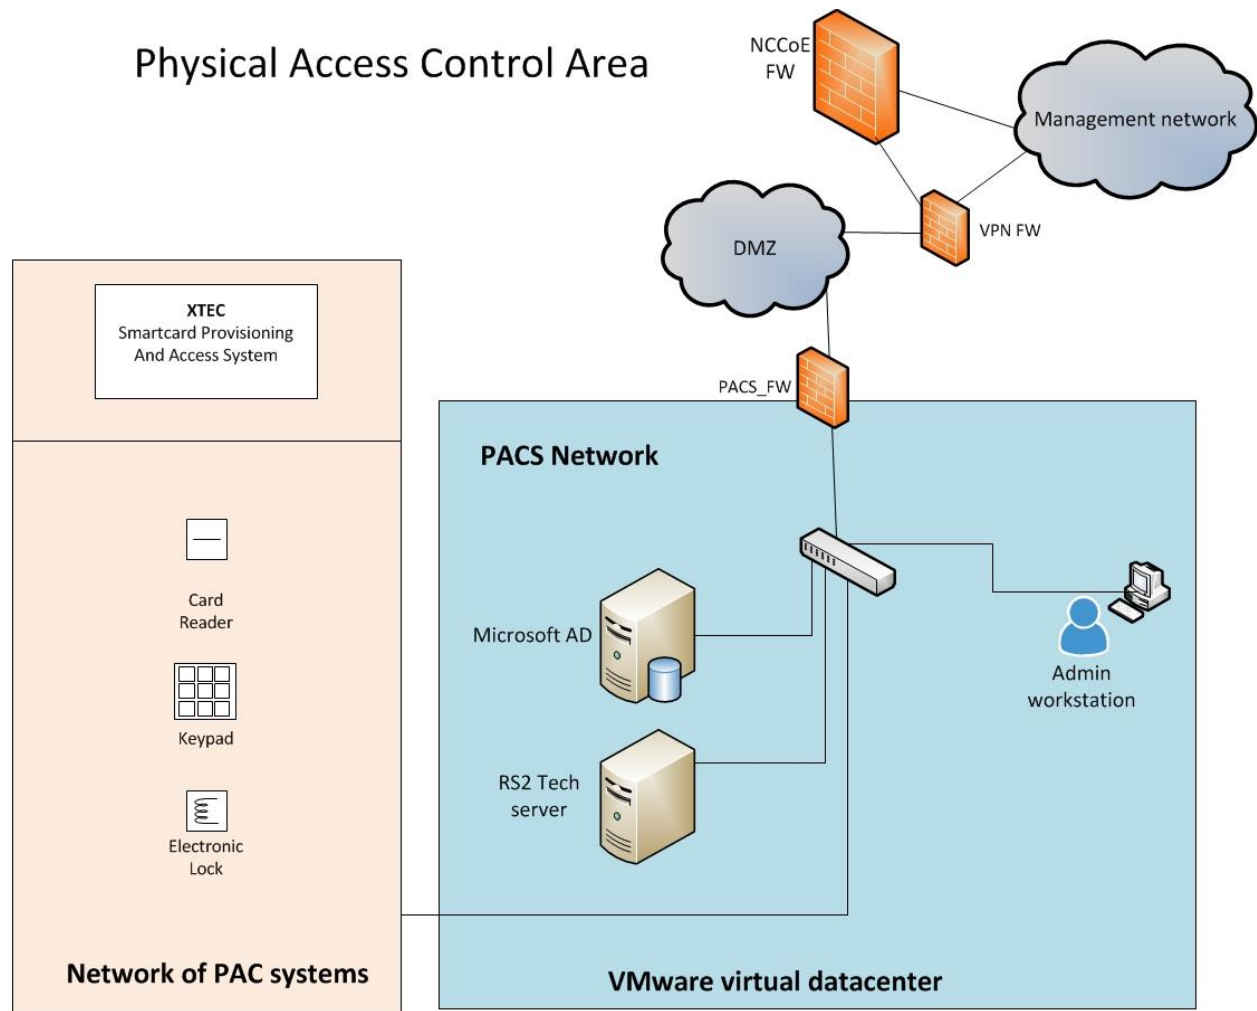 Physical Access Control Area
NCCoE
FW
Management network
VPN FW
DMZ
XTEC
Smartcard Provisioning
And Access System
PACS_FW
PACS Network
Card
Reader
Microsoft AD
Admin
workstation
Keypad
RS2 Tech
server
Electronic
Lock
Network of PAC systems
VMware virtual datacenter